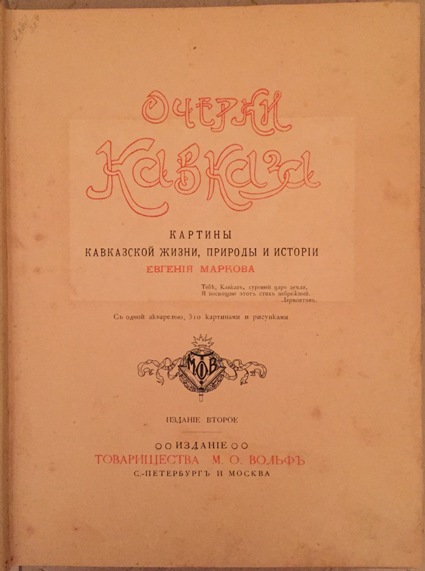 ОЧЕРКИ
КАВКАЗА
КАРТИНЫ
КАВКАЗСКОЙ ЖИЗНИ, ПРИРОДЫ И ИСТОРІИ
ЕВГЕНІЯ МАРКОВА
Тебѣ, Кавказъ, суровый царь земли,
Я посвящаю этотъ стихъ небрежный.
Лермонтовъ.
Съ одной акварелью, 310 картинами и рисунками
М О В
ИЗДАНІЕ ВТОРОЕ
ИЗДАНІЕ
ТОВАРИЩЕСТВА М. О. ВОЛЬФЪ
С.-ПЕТЕРБУРГЪ И МОСКВА